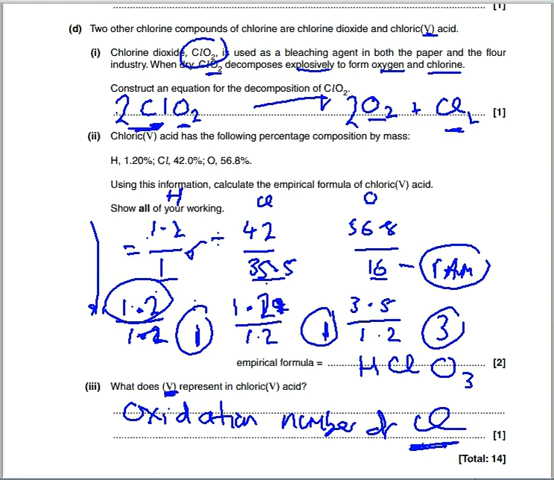 [1]
(d) Two other chlorine compounds of chlorine are chlorine dioxide and chloric(V) acid.
(i) Chlorine dioxide, ClO2, is used as a bleaching agent in both the paper and the flour
industry. When dry, ClO2 decomposes explosively to form oxygen and chlorine.
Construct an equation for the decomposition of ClO2.
2ClO2 → 2O2 + Cl2 [1]
(ii) Chloric(V) acid has the following percentage composition by mass:
H, 1.20%; Cl, 42.0%; O, 56.8%.
Using this information, calculate the empirical formula of chloric(V) acid.
Show all of your working.
H Cl O
= 1.2/1 ÷ 42/35.5 56.8/16 – RAM
1.2/1.2 1 1.2/1.2 1 3.5/1.2 3
empirical formula = HClO3 [2]
(iii) What does (V) represent in chloric(V) acid?
Oxidation number of Cl
[1]
[Total: 14]